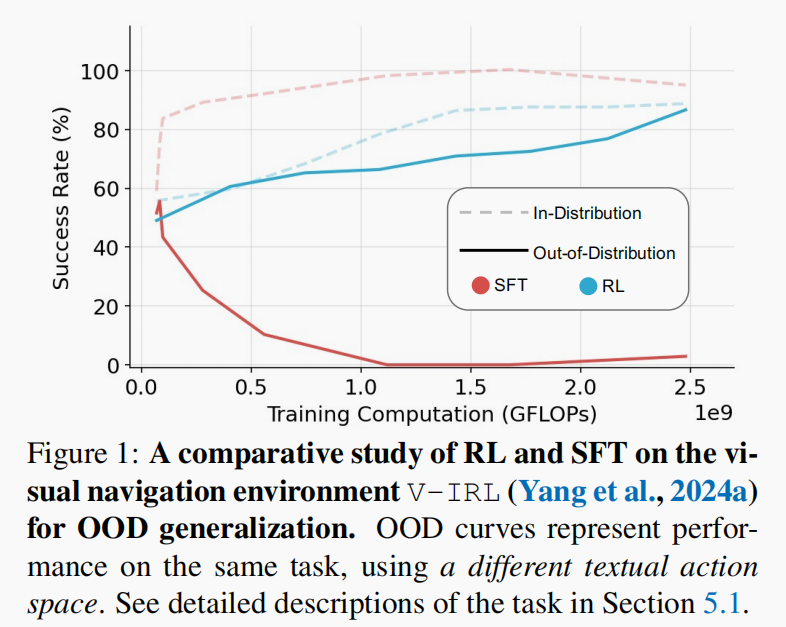 100
80
60
40
20
0
Success Rate (%)
In-Distribution
Out-of-Distribution
SFT
RL
0.0
0.5
1.0
1.5
2.0
2.5
Training Computation (GFLOPs)
1e9
Figure 1: A comparative study of RL and SFT on the vi-
sual navigation environment V-IRL (Yang et al., 2024a)
for OOD generalization. OOD curves represent perfor-
mance on the same task, using a different textual action
space. See detailed descriptions of the task in Section 5.1.